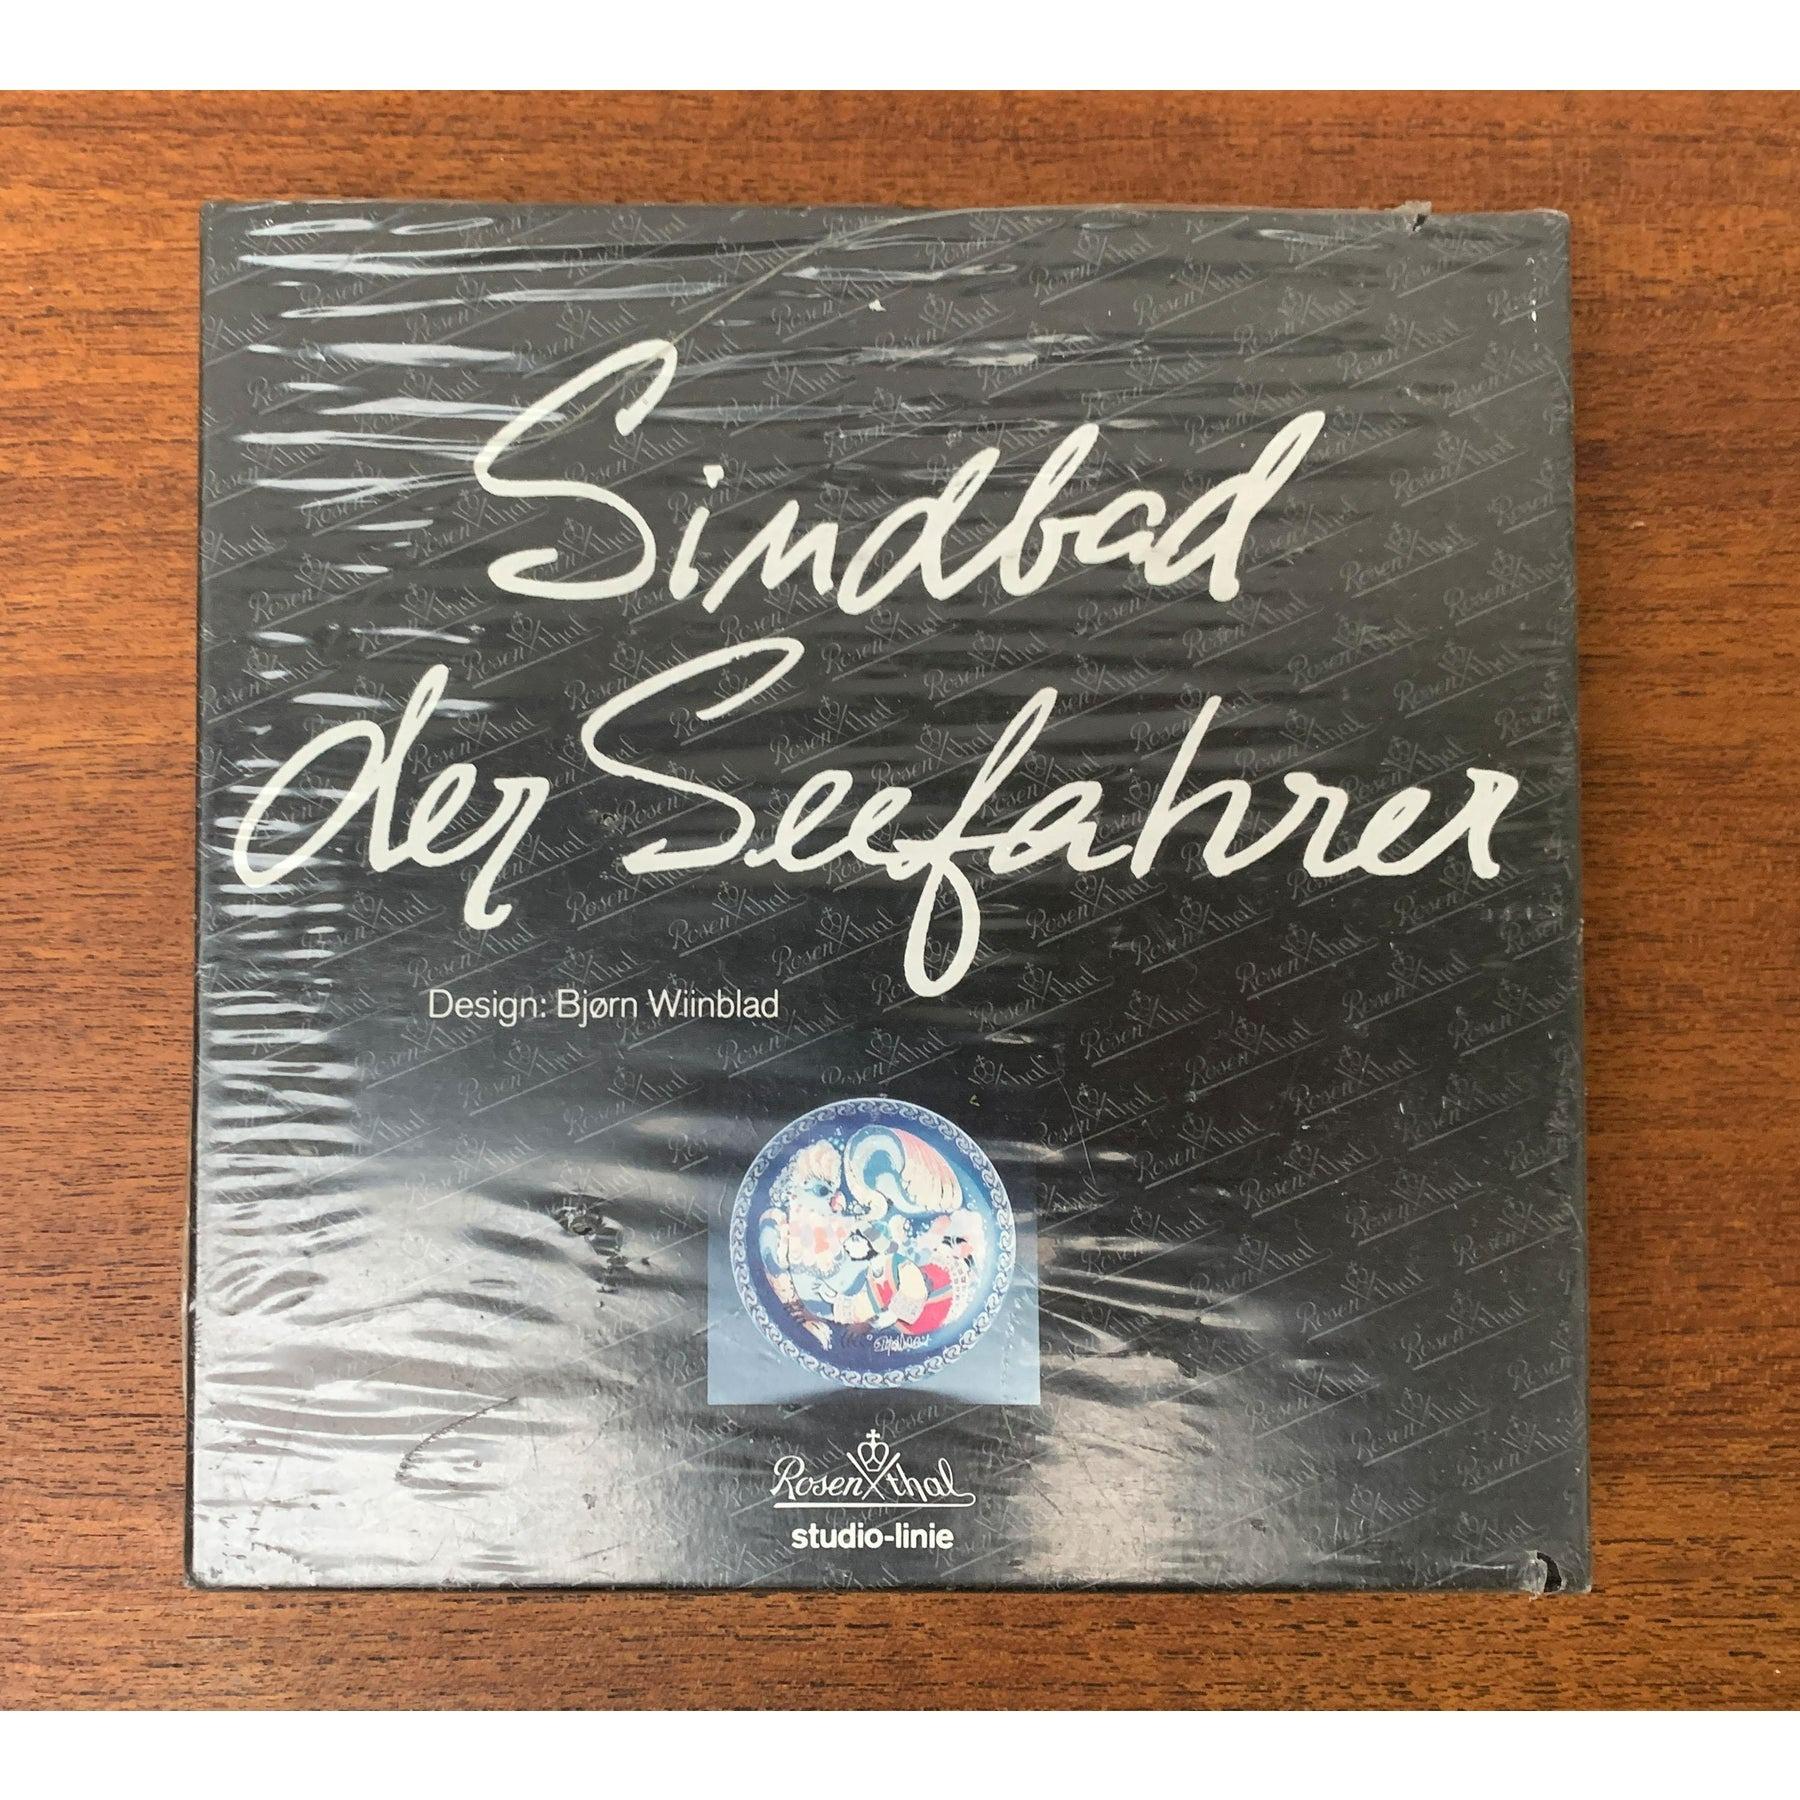 Sindbad
der Seefahrer
Design: Bjørn Wiinblad
Rosenthal
studio-linie